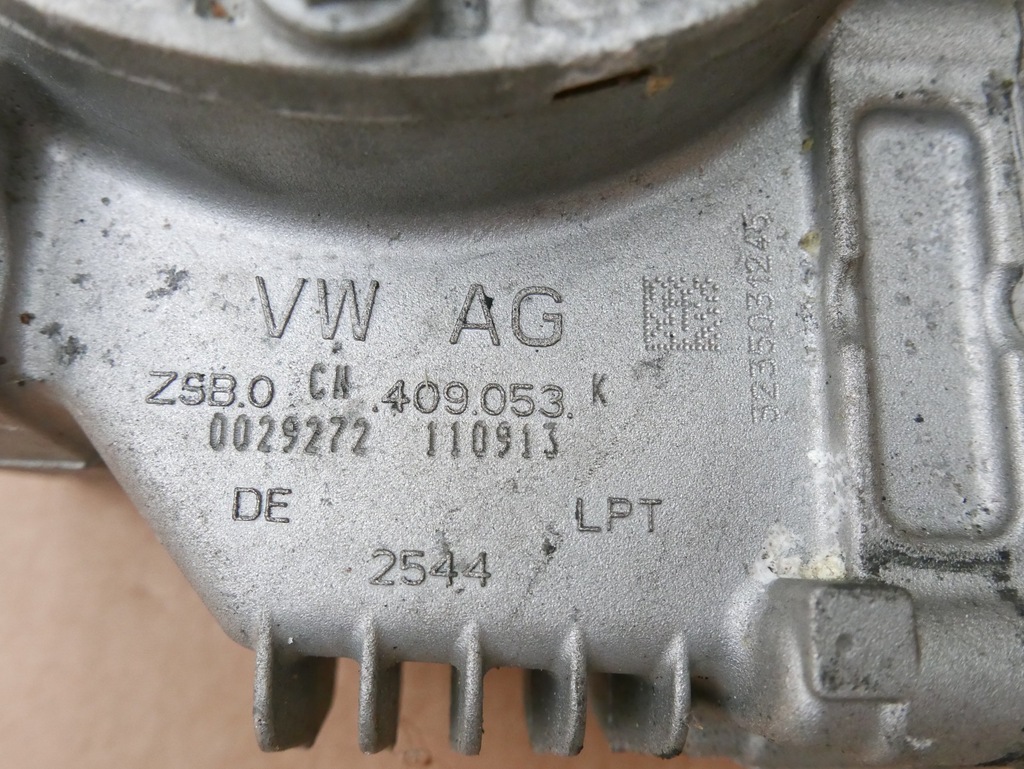 VW AG
ZSB.0 CN .409.053. K
0029272 110913
DE LPT
2544
3235031245